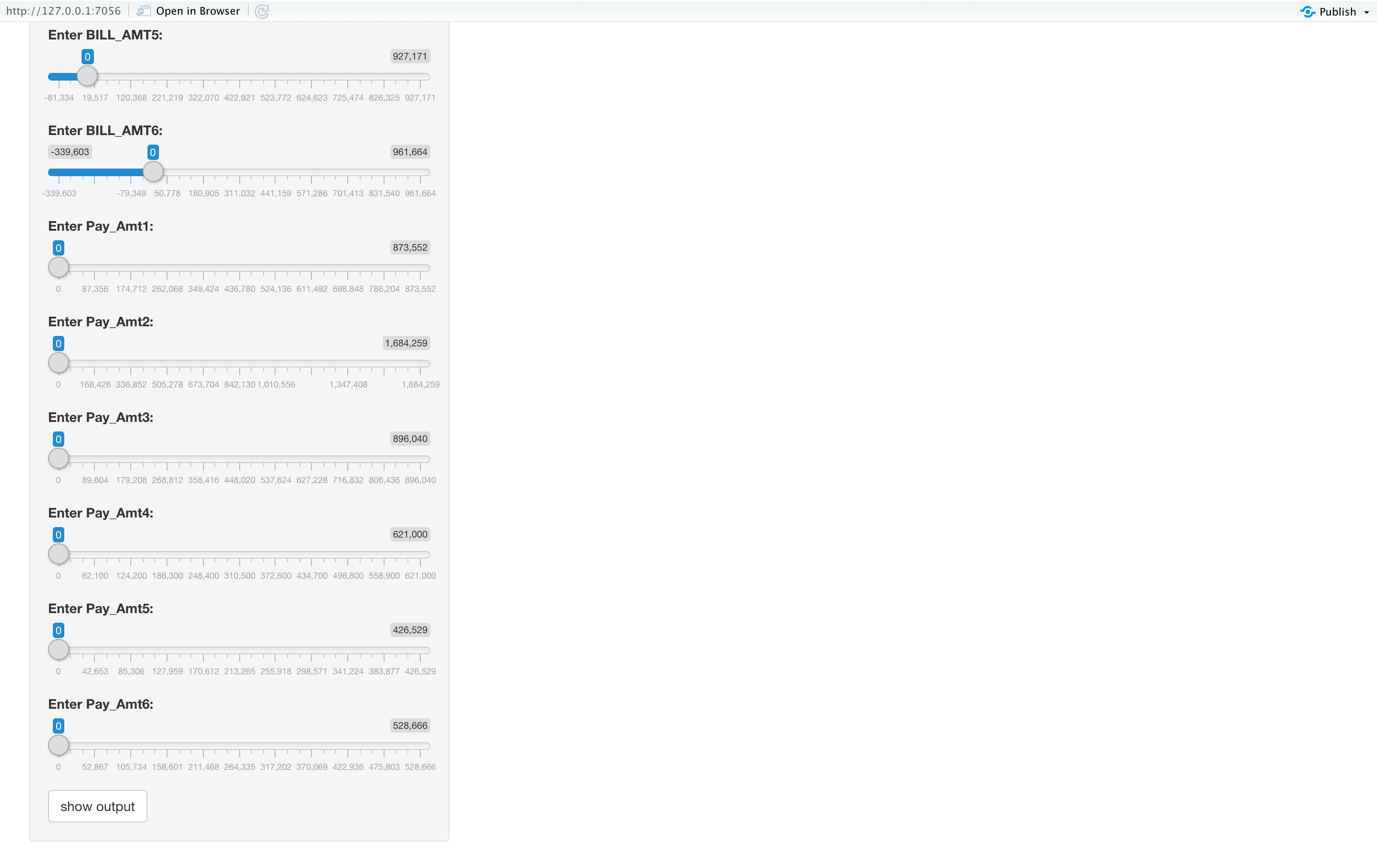 http://127.0.0.1:7056 Open in Browser Publish
Enter BILL_AMT5:
0 927,171
-81,334 19,517 120,368 221,219 322,070 422,921 523,772 624,623 725,474 826,325 927,171
Enter BILL_AMT6:
-339,603 0 961,664
-339,603 -79,349 50,778 180,905 311,032 441,159 571,286 701,413 831,540 961,664
Enter Pay_Amt1:
0 873,552
0 87,356 174,712 262,068 349,424 436,780 524,136 611,492 698,848 786,204 873,552
Enter Pay_Amt2:
0 1,684,259
0 168,426 336,852 505,278 673,704 842,130 1,010,556 1,347,408 1,684,259
Enter Pay_Amt3:
0 896,040
0 89,604 179,208 268,812 358,416 448,020 537,624 627,228 716,832 806,436 896,040
Enter Pay_Amt4:
0 621,000
0 62,100 124,200 186,300 248,400 310,500 372,600 434,700 496,800 558,900 621,000
Enter Pay_Amt5:
0 426,529
0 42,653 85,306 127,959 170,612 213,265 255,918 298,571 341,224 383,877 426,529
Enter Pay_Amt6:
0 528,666
0 52,867 105,734 158,601 211,468 264,335 317,202 370,069 422,936 475,803 528,666
show output